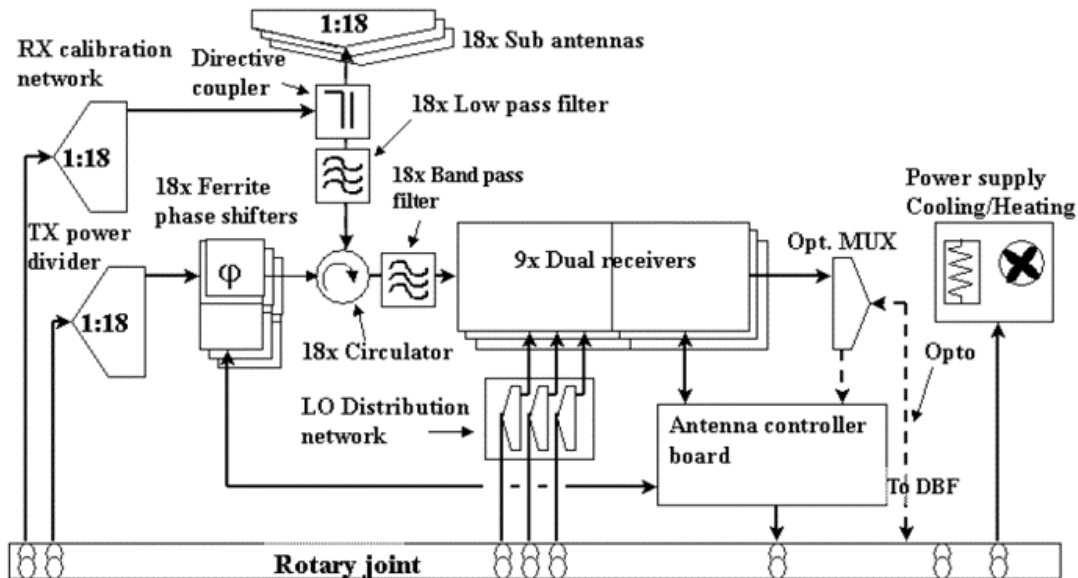 1:18
18x Sub antennas
RX calibration
network
Directive
coupler
18x Low pass filter
1:18
18x Ferrite
phase shifters
18x Band pass
filter
Power supply
Cooling/Heating
TX power
divider
Opt. MUX
φ
9x Dual receivers
1:18
18x Circulator
Opto
LO Distribution
network
Antenna controller
board
To DBF
Rotary joint